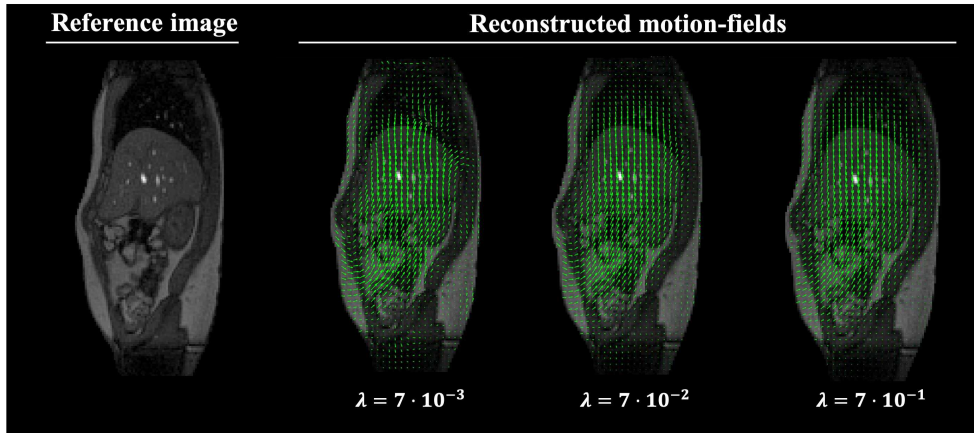 Reference image
Reconstructed motion-fields
λ = 7 · 10⁻³
λ = 7 · 10⁻²
λ = 7 · 10⁻¹